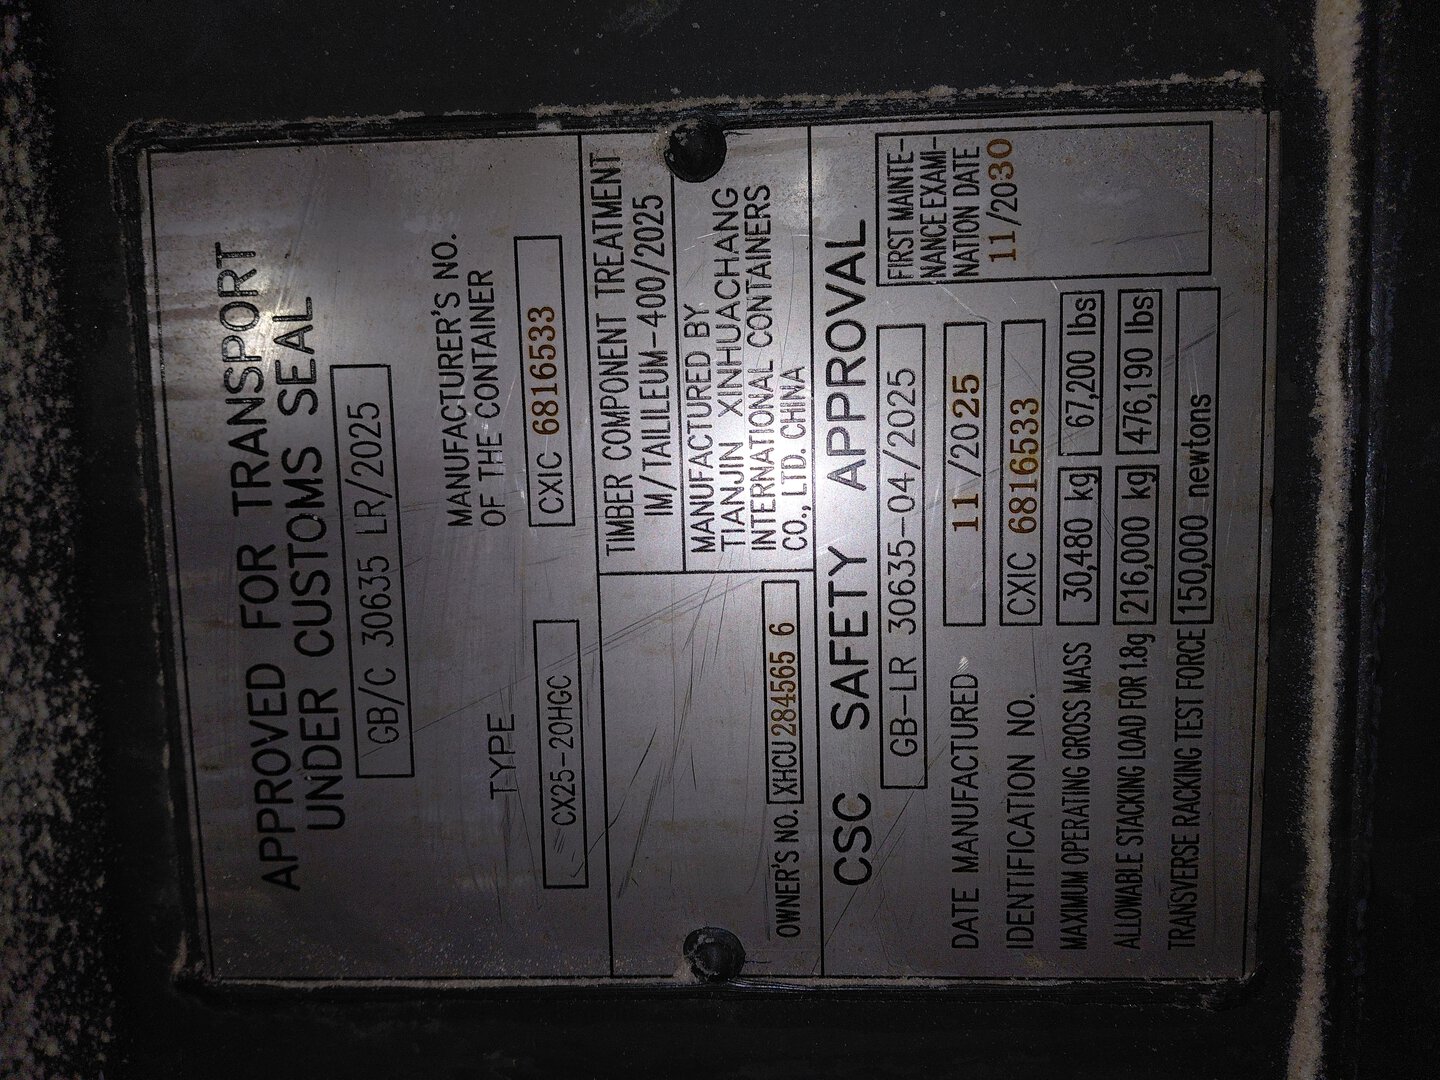 APPROVED FOR TRANSPORT
UNDER CUSTOMS SEAL
GB/C 30635 LR/2025
TYPE
CX25-20HGC
MANUFACTURER'S NO.
OF THE CONTAINER
CXIC 6816533
TIMBER COMPONENT TREATMENT
IM/TAILILEUM-400/2025
MANUFACTURED BY
TIANJIN XINHUACHANG
INTERNATIONAL CONTAINERS
CO., LTD. CHINA
OWNER'S NO. XHCU 284565 6
CSC SAFETY APPROVAL
GB-LR 30635-04/2025
DATE MANUFACTURED 11/2025
IDENTIFICATION NO. CXIC 6816533
MAXIMUM OPERATING GROSS MASS 30,480 kg 67,200 lbs
ALLOWABLE STACKING LOAD FOR 1.8g 216,000 kg 476,190 lbs
TRANSVERSE RACKING TEST FORCE 150,000 newtons
FIRST MAINTE-
NANCE EXAMI-
NATION DATE
11/2030